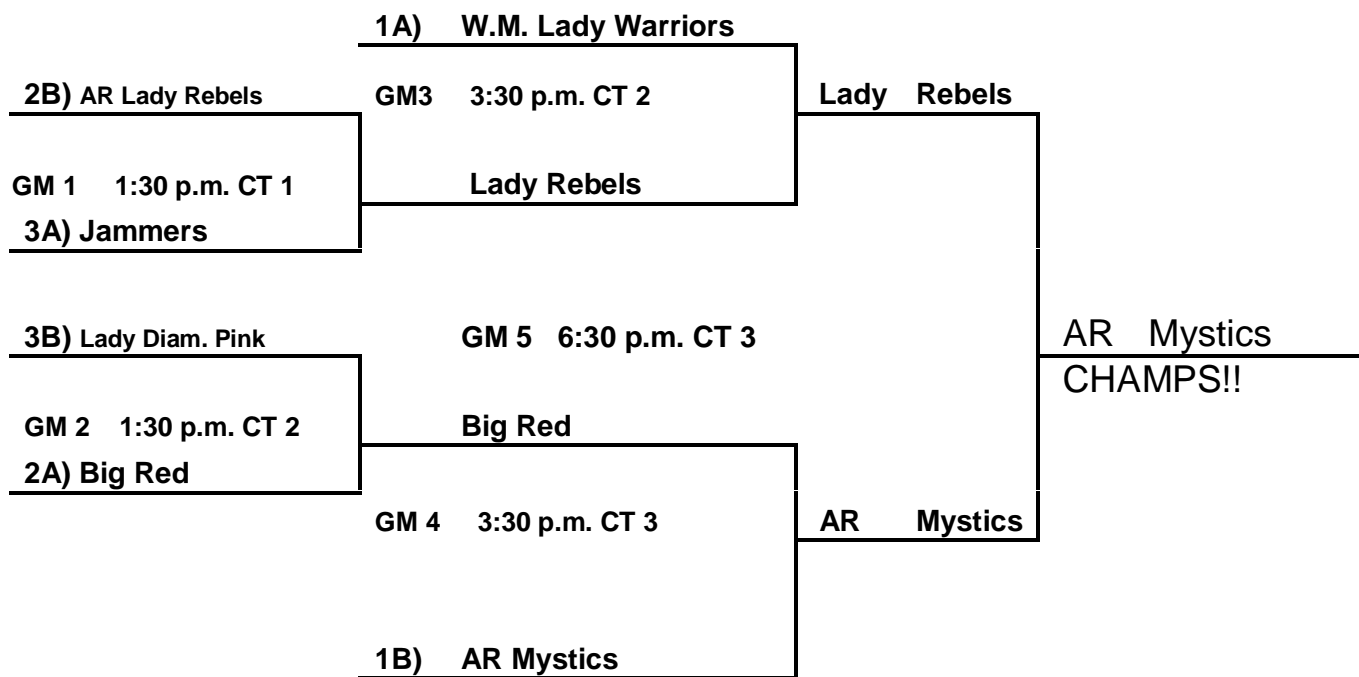 1A) W.M. Lady Warriors
2B) AR Lady Rebels
GM3 3:30 p.m. CT 2
Lady Rebels
GM 1 1:30 p.m. CT 1
Lady Rebels
3A) Jammers
3B) Lady Diam. Pink
GM 5 6:30 p.m. CT 3
AR Mystics
CHAMPS!!
GM 2 1:30 p.m. CT 2
Big Red
2A) Big Red
GM 4 3:30 p.m. CT 3
AR Mystics
1B) AR Mystics